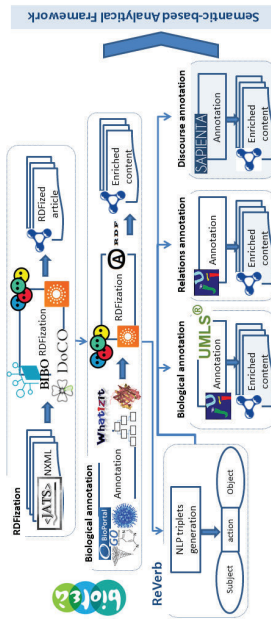 biotea
RDFization
<JATS>
NXML
BIBO
RDFization
DoCO
RDFized
article
Biological annotation
BioPortal
GO
Annotation
Whatizit
RDFization
A
RDF
Enriched
content
ReVerb
NLP triplets
generation
Subject
action
Object
Biological annotation
UMLS®
Annotation
Enriched
content
Relations annotation
Annotation
Enriched
content
Discourse annotation
SAPIENTA
Annotation
Enriched
content
Semantic-based Analytical Framework